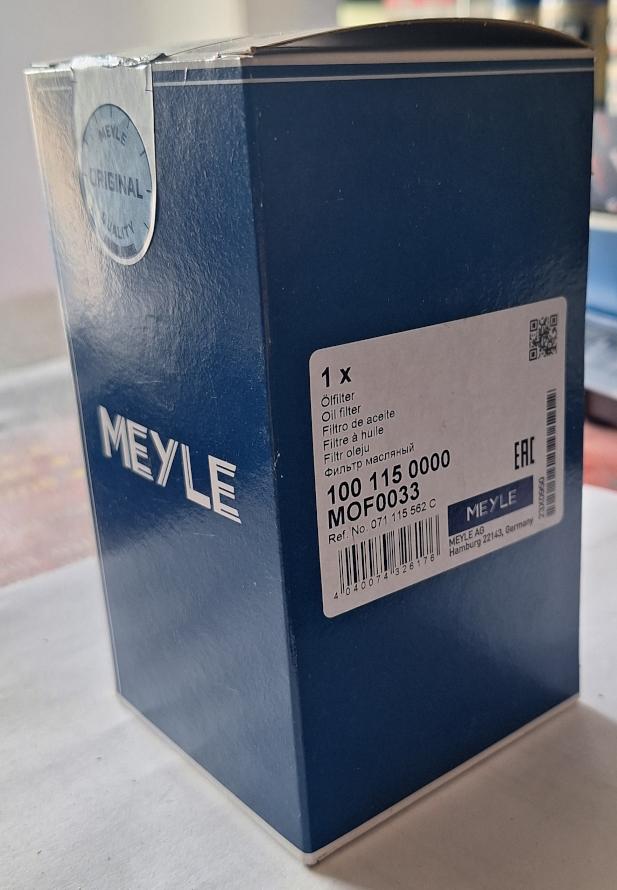 MEYLE
ORIGINAL
QUALITY
MEYLE
1 x
Ölfilter
Oil filter
Filtro de aceite
Filtre à huile
Filtr oleju
Фильтр масляный
100 115 0000
MOF0033
Ref. No. 071 115 562 C
4 040074 326176
EAC
MEYLE
MEYLE AG
Hamburg 22143, Germany